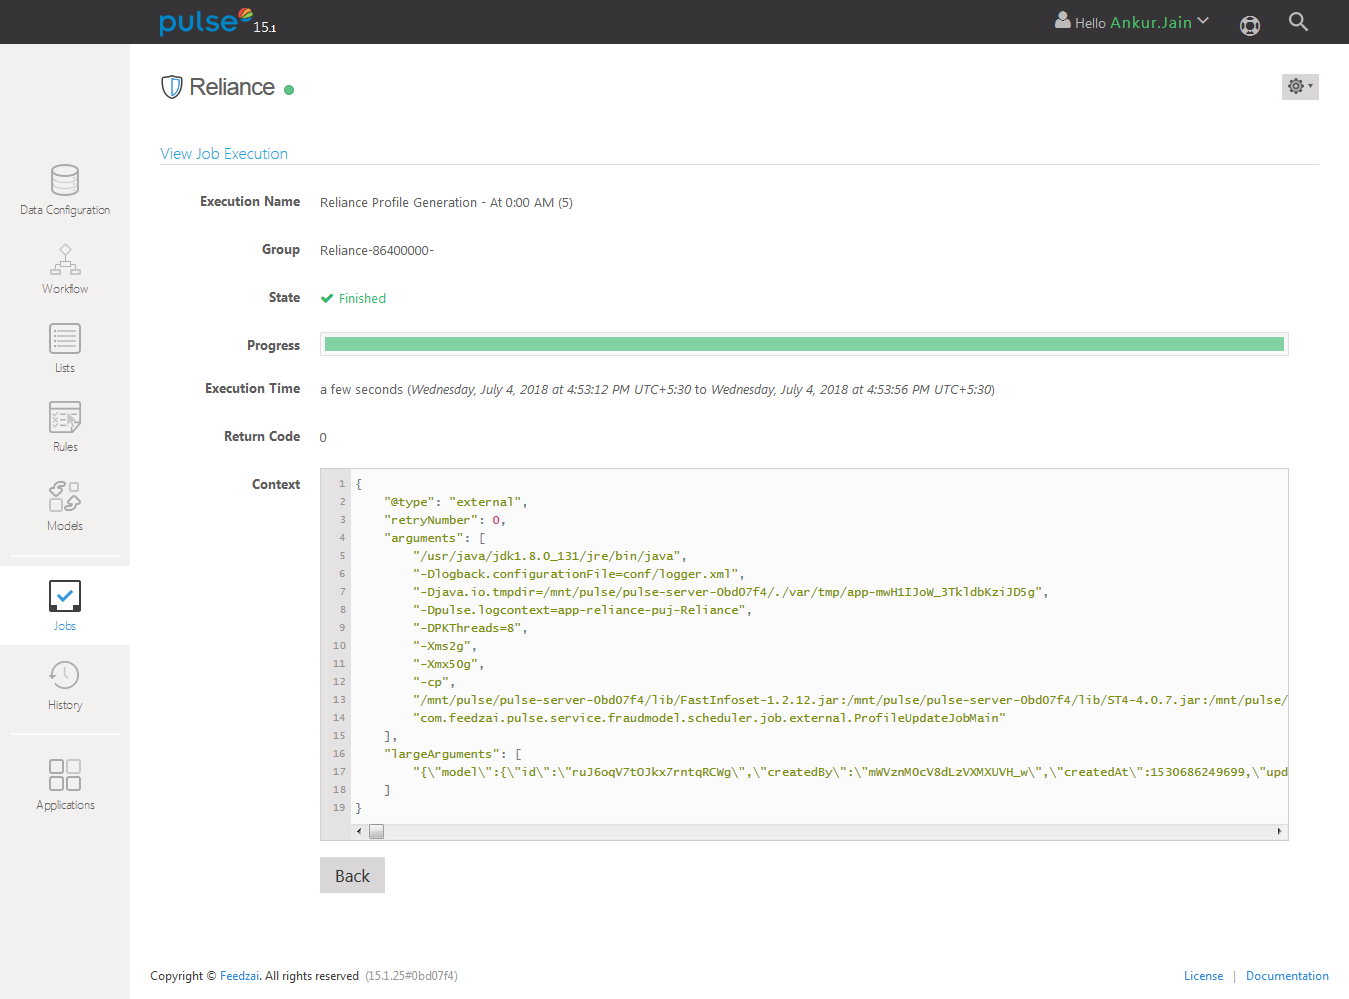 pulse 15.1
Hello Ankur.Jain
Reliance
Data Configuration
Workflow
Lists
Rules
Models
Jobs
History
Applications
View Job Execution
Execution Name Reliance Profile Generation - At 0:00 AM (5)
Group Reliance-86400000-
State Finished
Progress
Execution Time a few seconds (Wednesday, July 4, 2018 at 4:53:12 PM UTC+5:30 to Wednesday, July 4, 2018 at 4:53:56 PM UTC+5:30)
Return Code 0
Context
1 {
2 "@type": "external",
3 "retryNumber": 0,
4 "arguments": [
5 "/usr/java/jdk1.8.0_131/jre/bin/java",
6 "-Dlogback.configurationFile=conf/logger.xml",
7 "-Djava.io.tmpdir=/mnt/pulse/pulse-server-0bd07f4/./var/tmp/app-mwH1IJoW_3TkldbKziJD5g",
8 "-Dpulse.logcontext=app-reliance-puj-Reliance",
9 "-DPKThreads=8",
10 "-Xms2g",
11 "-Xmx50g",
12 "-cp",
13 "/mnt/pulse/pulse-server-0bd07f4/lib/FastInfoset-1.2.12.jar:/mnt/pulse/pulse-server-0bd07f4/lib/ST4-4.0.7.jar:/mnt/pulse/
14 "com.feedzai.pulse.service.fraudmodel.scheduler.job.external.ProfileUpdateJobMain"
15 ],
16 "largeArguments": [
17 "{\"model\":{\"id\":\"ruJ6oqV7tOJkx7rntqRCWg\",\"createdBy\":\"mWVznM0cV8dLzVXMXUVH_w\",\"createdAt\":1530686249699,\"upd
18 ]
19 }
Back
Copyright © Feedzai. All rights reserved (15.1.25#0bd07f4)
License | Documentation